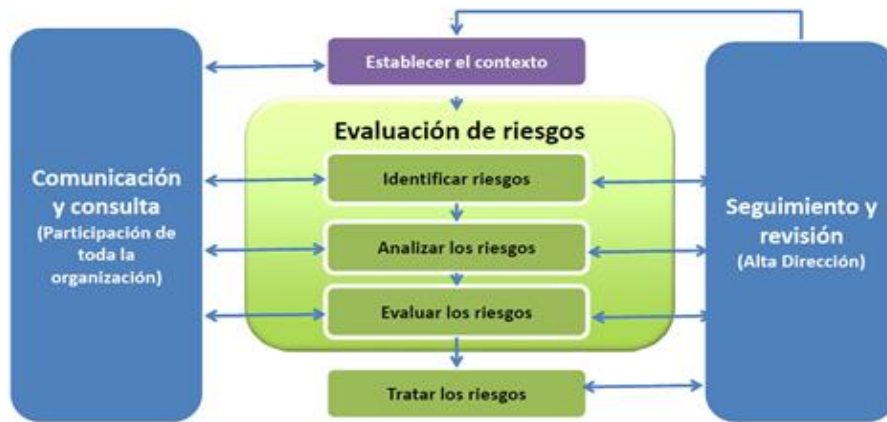 Establecer el contexto
Evaluación de riesgos
Comunicación
y consulta
(Participación de
toda la
organización)
Identificar riesgos
Analizar los riesgos
Evaluar los riesgos
Tratar los riesgos
Seguimiento y
revisión
(Alta Dirección)